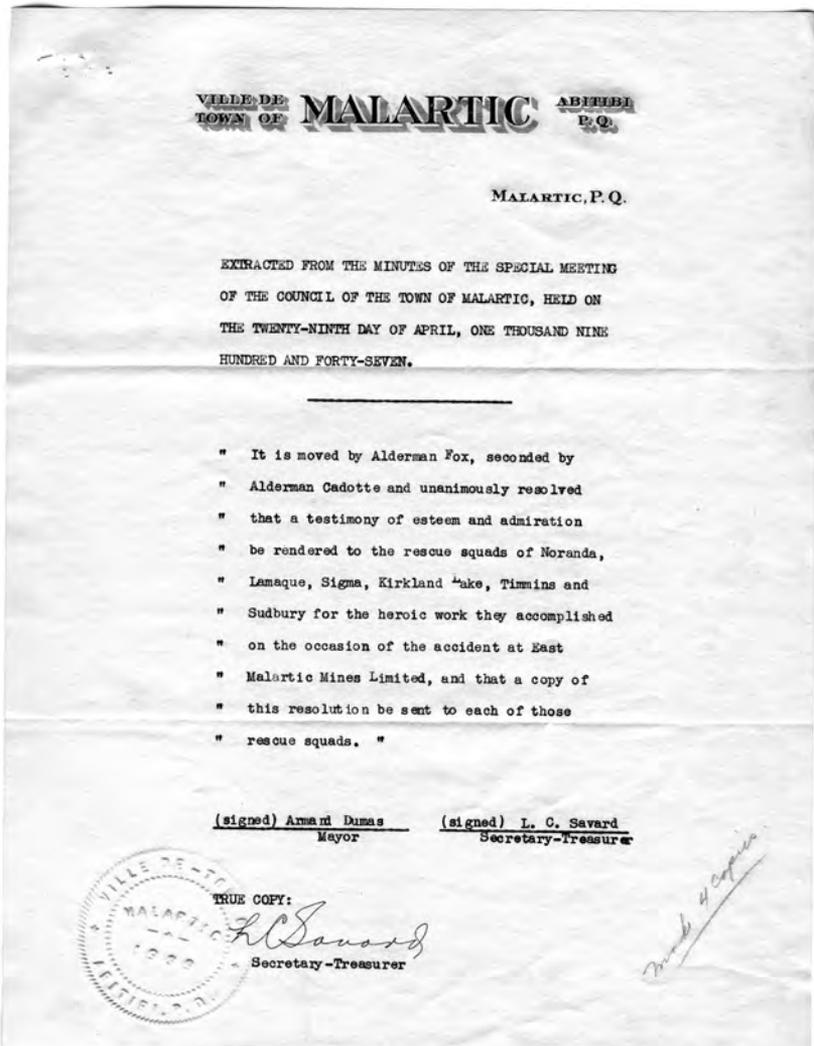 VILLE DE TOWN OF MALARTIC ABITIBI P.Q.
MALARTIC, P. Q.
EXTRACTED FROM THE MINUTES OF THE SPECIAL MEETING
OF THE COUNCIL OF THE TOWN OF MALARTIC, HELD ON
THE TWENTY-NINTH DAY OF APRIL, ONE THOUSAND NINE
HUNDRED AND FORTY-SEVEN.
" It is moved by Alderman Fox, seconded by
" Alderman Cadotte and unanimously resolved
" that a testimony of esteem and admiration
" be rendered to the rescue squads of Noranda,
" Lamaque, Sigma, Kirkland Lake, Timmins and
" Sudbury for the heroic work they accomplished
" on the occasion of the accident at East
" Malartic Mines Limited, and that a copy of
" this resolution be sent to each of those
" rescue squads. "
(signed) Armand Dumas (signed) L. C. Savard
Mayor Secretary-Treasurer
TRUE COPY:
L C Savard
Secretary-Treasurer
VILLE DE
MALARTIC
ABITIBI, P.Q.
4 copies